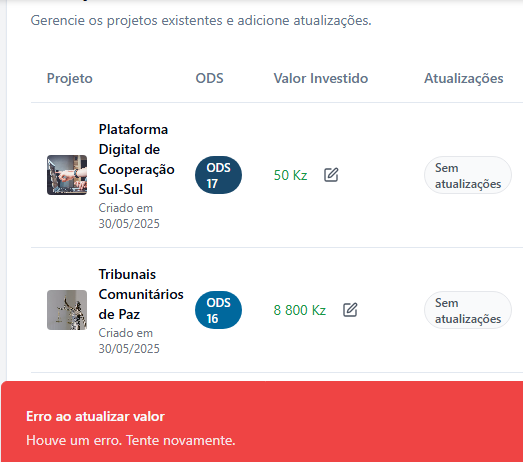 Gerencie os projetos existentes e adicione atualizações.
Projeto ODS Valor Investido Atualizações
Plataforma
Digital de
Cooperação
Sul-Sul
Criado em
30/05/2025
ODS
17
50 Kz
Sem
atualizações
Tribunais
Comunitários
de Paz
Criado em
30/05/2025
ODS
16
8 800 Kz
Sem
atualizações
Erro ao atualizar valor
Houve um erro. Tente novamente.